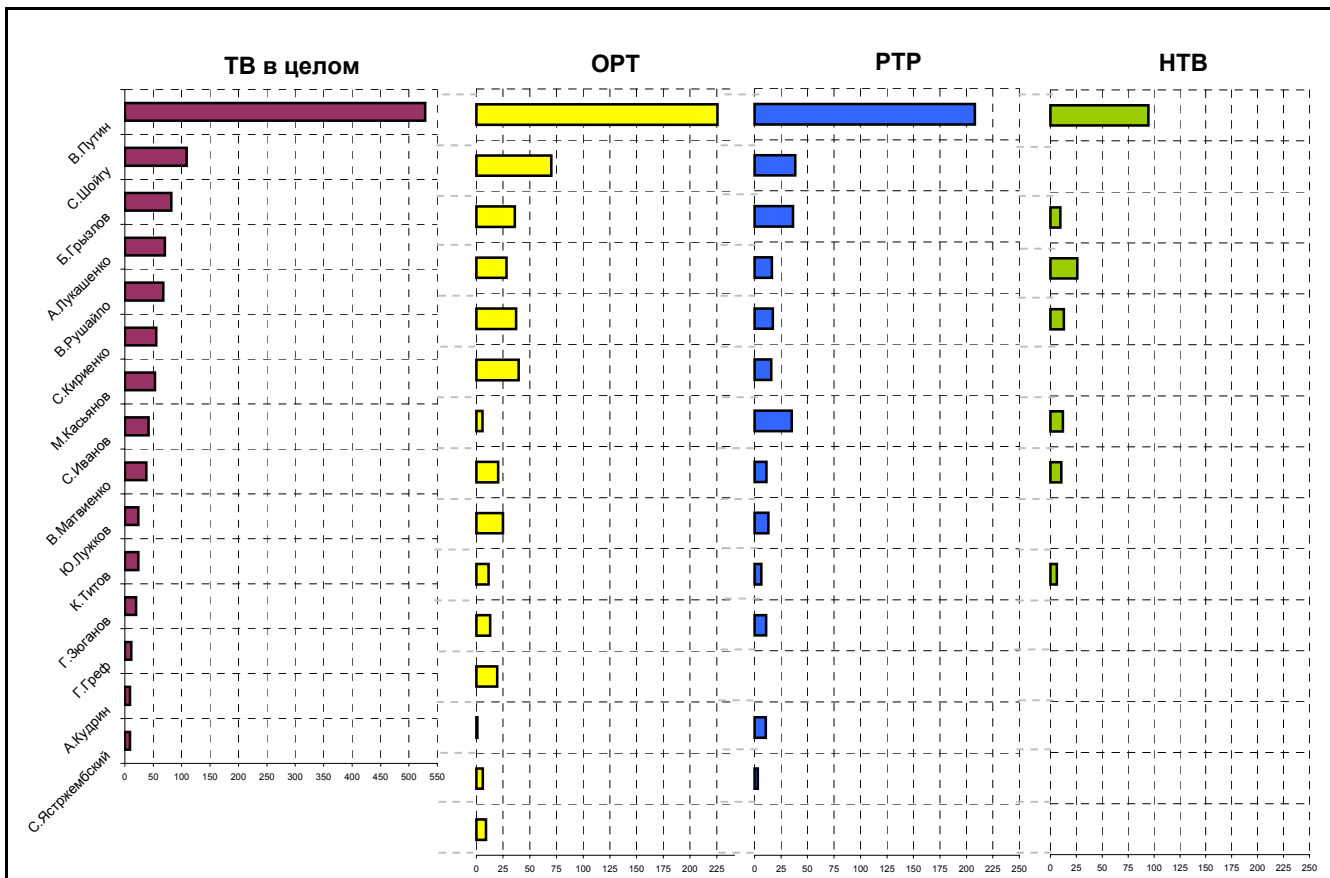 ТВ в целом
ОРТ
РТР
НТВ
В.Путин
С.Шойгу
Б.Грызлов
А.Лукашенко
В.Рушайло
С.Кириенко
М.Касьянов
С.Иванов
В.Матвиенко
Ю.Лужков
К.Титов
Г.Зюганов
Г.Греф
А.Кудрин
С.Ястржембский
0 50 100 150 200 250 300 350 400 450 500 550
0 25 50 75 100 125 150 175 200 225
0 25 50 75 100 125 150 175 200 225 250
0 25 50 75 100 125 150 175 200 225 250